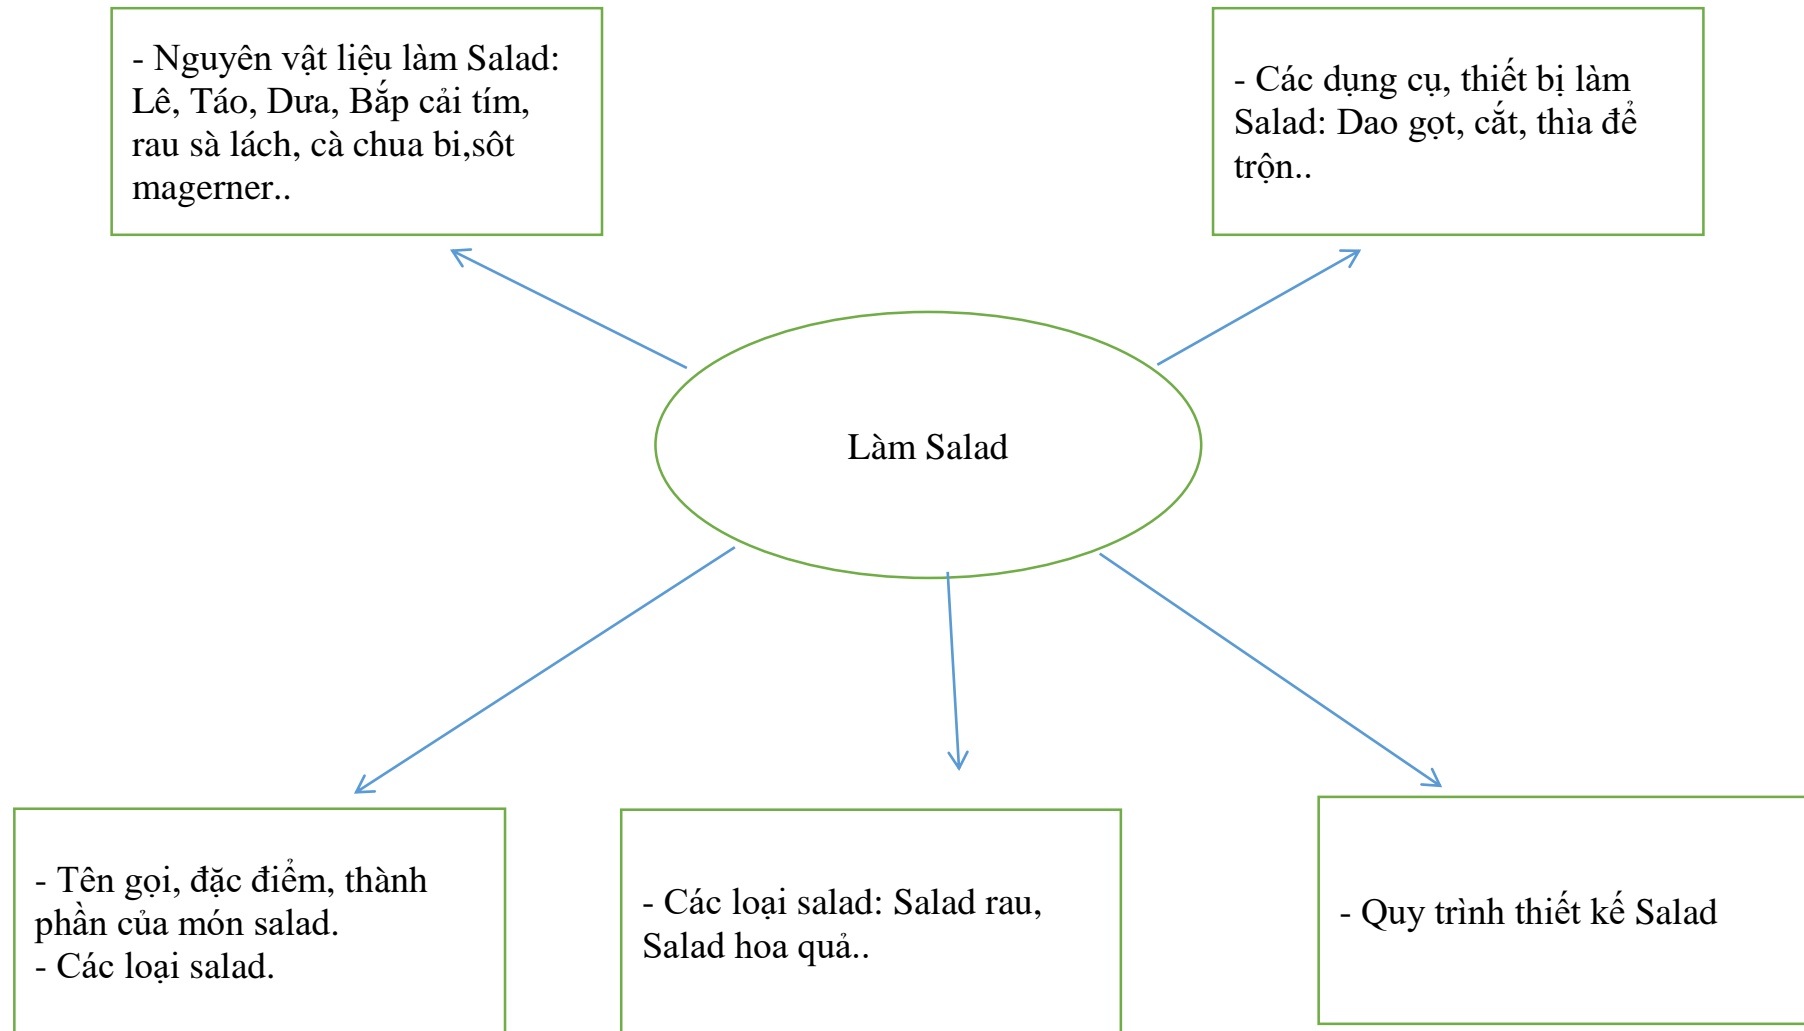 - Nguyên vật liệu làm Salad:
Lê, Táo, Dưa, Bắp cải tím,
rau sà lách, cà chua bi,sôt
magerner..
- Các dụng cụ, thiết bị làm
Salad: Dao gọt, cắt, thìa để
trộn..
Làm Salad
- Tên gọi, đặc điểm, thành
phần của món salad.
- Các loại salad.
- Các loại salad: Salad rau,
Salad hoa quả..
- Quy trình thiết kế Salad